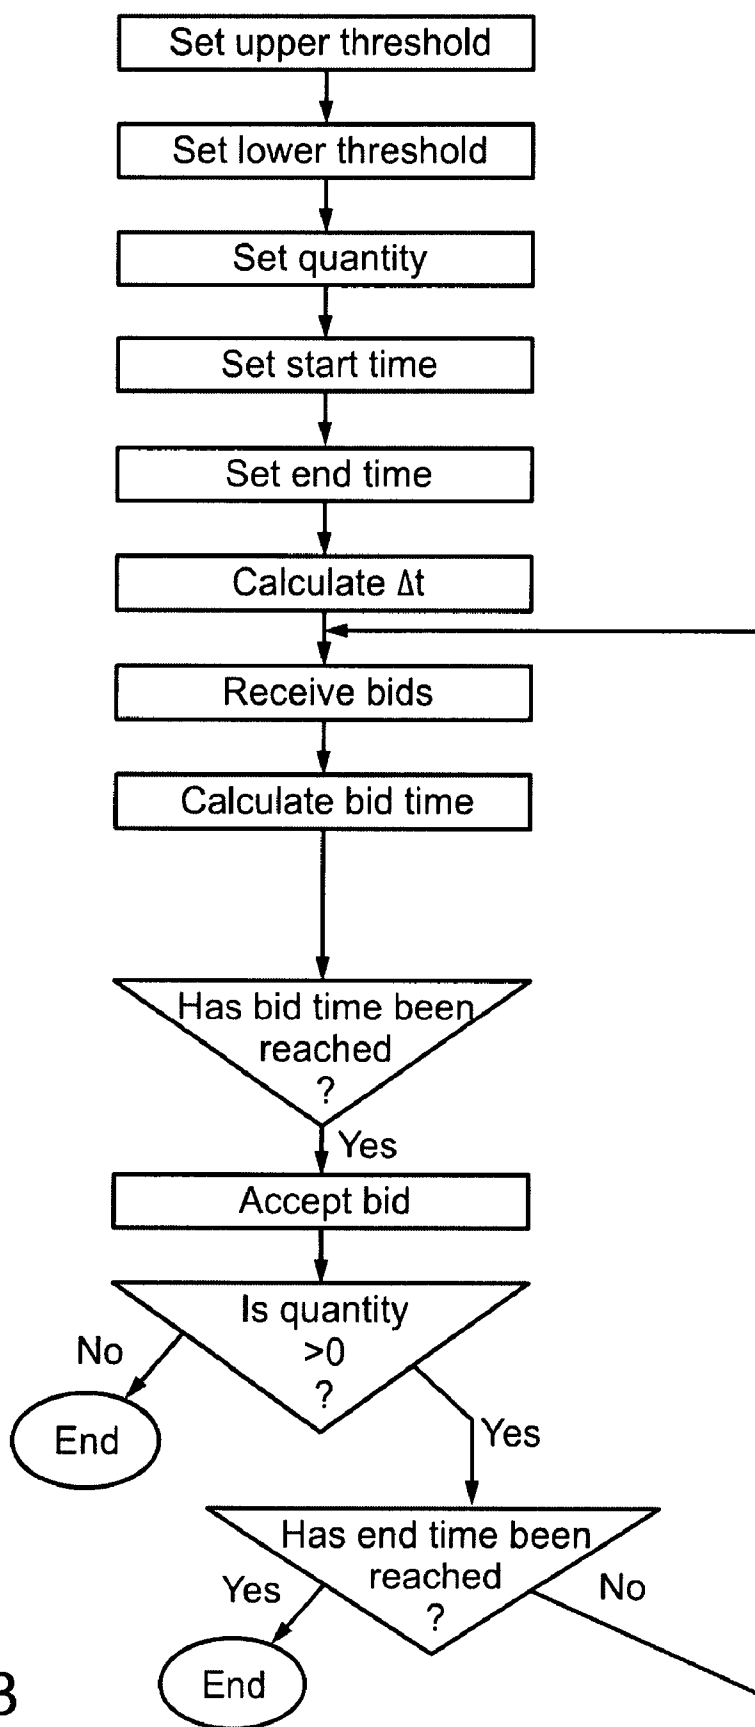 Set upper threshold
Set lower threshold
Set quantity
Set start time
Set end time
Calculate Δt
Receive bids
Calculate bid time
Has bid time been
reached
?
Yes
Accept bid
Is quantity
>0
?
No
End
Yes
Has end time been
reached
?
Yes
No
End